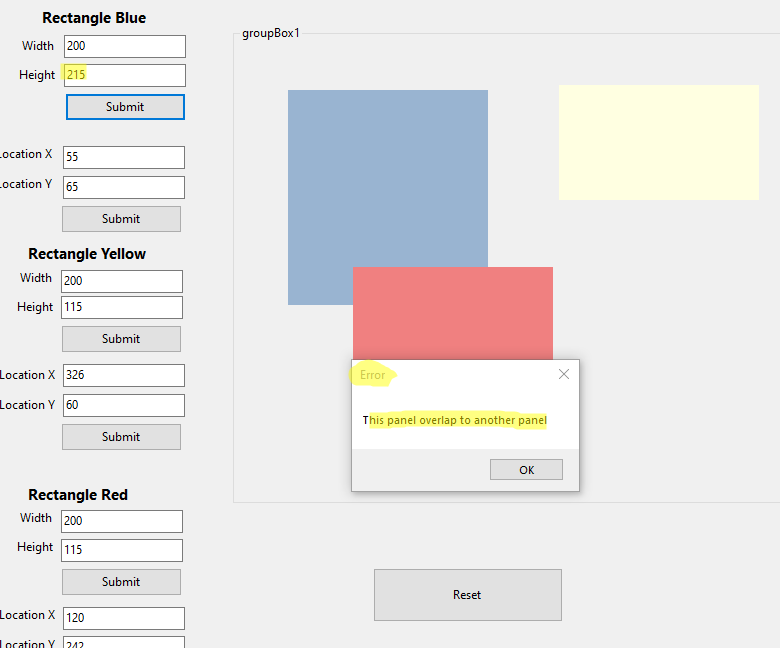 Rectangle Blue
Width 200
Height 215
Submit
ocation X 55
ocation Y 65
Submit
Rectangle Yellow
Width 200
Height 115
Submit
Location X 326
Location Y 60
Submit
Rectangle Red
Width 200
Height 115
Submit
Location X 120
Location Y 242
groupBox1
Error
This panel overlap to another panel
OK
Reset